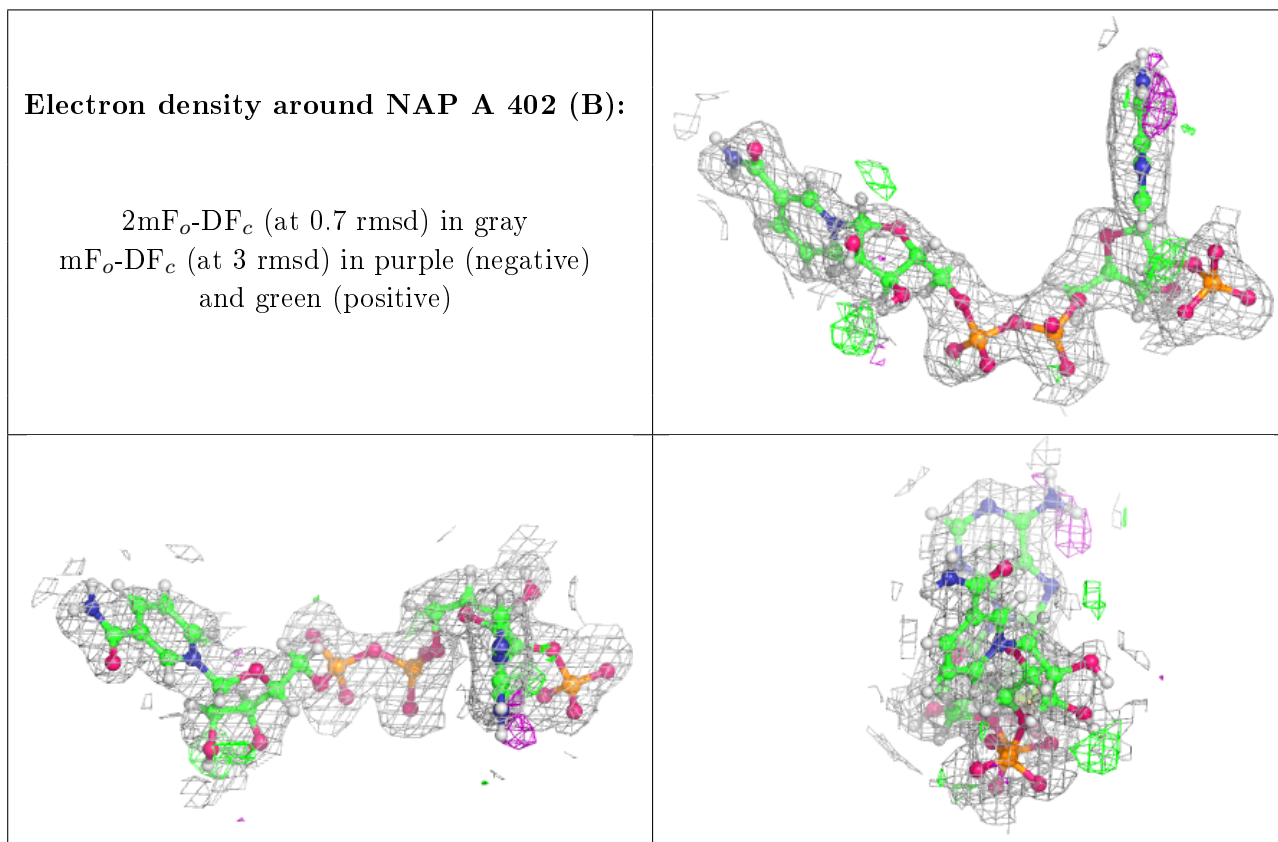 Electron density around NAP A 402 (B):
2mFo-DFc (at 0.7 rmsd) in gray
mFo-DFc (at 3 rmsd) in purple (negative)
and green (positive)